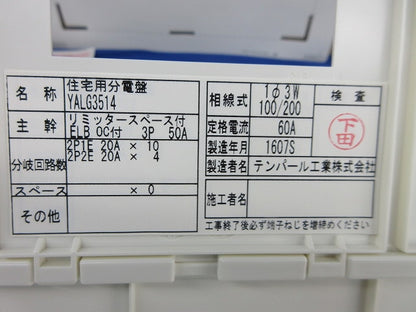 名称 住宅用分電盤
YALG3514
主幹 リミッタースペース付
ELB OC付 3P 50A
分岐回路数 2P1E 20A × 10
2P2E 20A × 4
スペース × 0
その他
相線式 1φ3W
100/200
定格電流 60A
製造年月 1607S
製造者名 テンパール工業株式会社
施工者名
検査
下田
工事終了後必ず端子ねじを増締めください